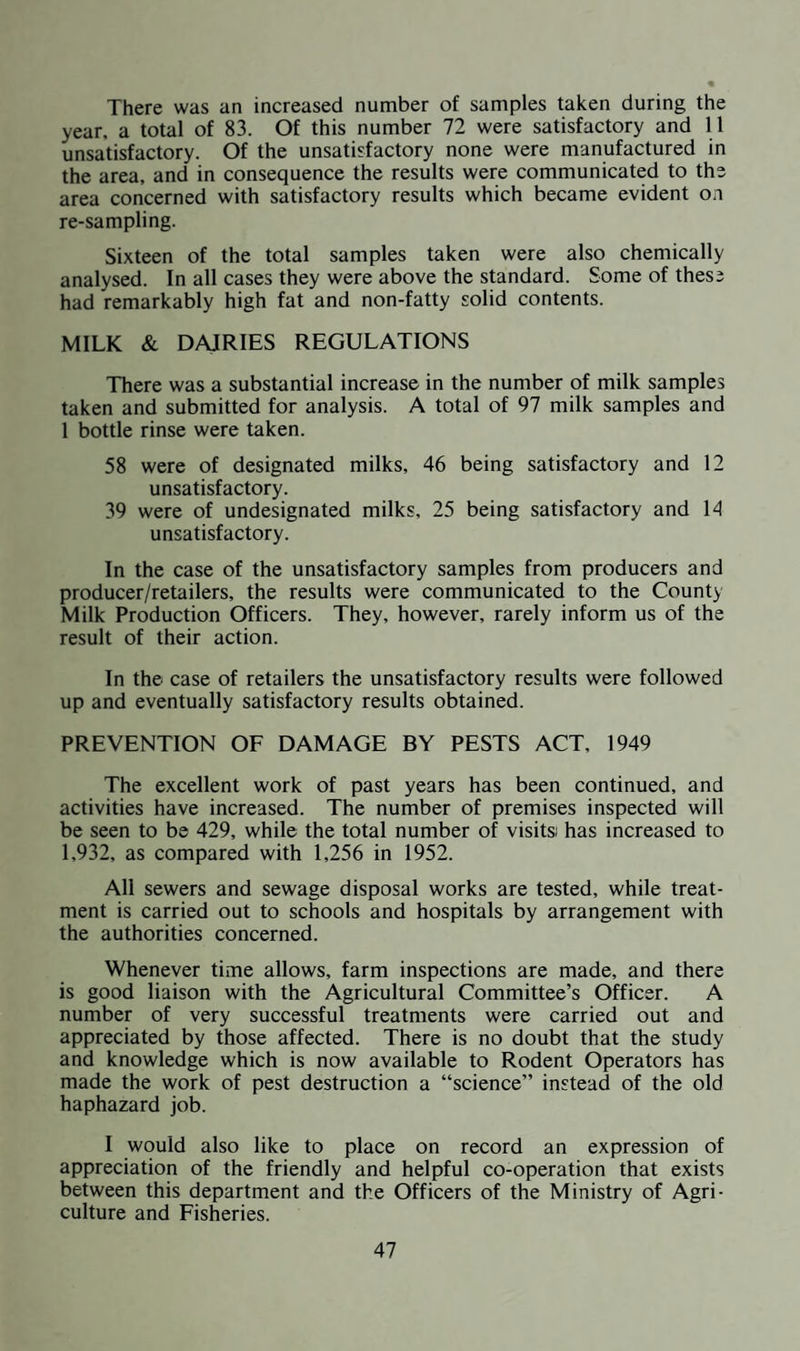 There was an increased number of samples taken during the
year, a total of 83. Of this number 72 were satisfactory and 11
unsatisfactory. Of the unsatisfactory none were manufactured in
the area, and in consequence the results were communicated to the
area concerned with satisfactory results which became evident on
re-sampling.
Sixteen of the total samples taken were also chemically
analysed. In all cases they were above the standard. Some of these
had remarkably high fat and non-fatty solid contents.
MILK & DAIRIES REGULATIONS
There was a substantial increase in the number of milk samples
taken and submitted for analysis. A total of 97 milk samples and
1 bottle rinse were taken.
58 were of designated milks, 46 being satisfactory and 12
unsatisfactory.
39 were of undesignated milks, 25 being satisfactory and 14
unsatisfactory.
In the case of the unsatisfactory samples from producers and
producer/retailers, the results were communicated to the County
Milk Production Officers. They, however, rarely inform us of the
result of their action.
In the case of retailers the unsatisfactory results were followed
up and eventually satisfactory results obtained.
PREVENTION OF DAMAGE BY PESTS ACT, 1949
The excellent work of past years has been continued, and
activities have increased. The number of premises inspected will
be seen to be 429, while the total number of visits has increased to
1,932, as compared with 1,256 in 1952.
All sewers and sewage disposal works are tested, while treat-
ment is carried out to schools and hospitals by arrangement with
the authorities concerned.
Whenever time allows, farm inspections are made, and there
is good liaison with the Agricultural Committee's Officer. A
number of very successful treatments were carried out and
appreciated by those affected. There is no doubt that the study
and knowledge which is now available to Rodent Operators has
made the work of pest destruction a “science” instead of the old
haphazard job.
I would also like to place on record an expression of
appreciation of the friendly and helpful co-operation that exists
between this department and the Officers of the Ministry of Agri-
culture and Fisheries.
47